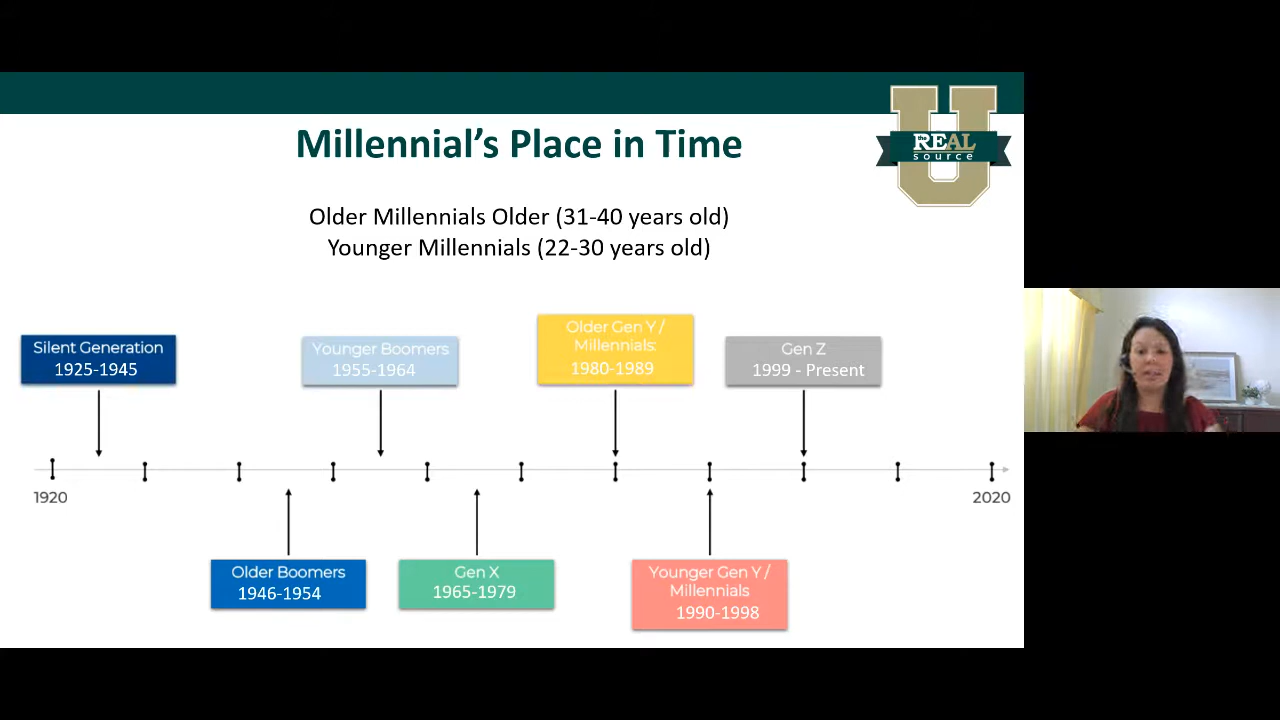 Millennial's Place in Time
the
REAL
source
U
Older Millennials Older (31-40 years old)
Younger Millennials (22-30 years old)
Silent Generation
1925-1945
Younger Boomers
1955-1964
Older Gen Y /
Millennials:
1980-1989
Gen Z
1999 - Present
1920
2020
Older Boomers
1946-1954
Gen X
1965-1979
Younger Gen Y /
Millennials
1990-1998